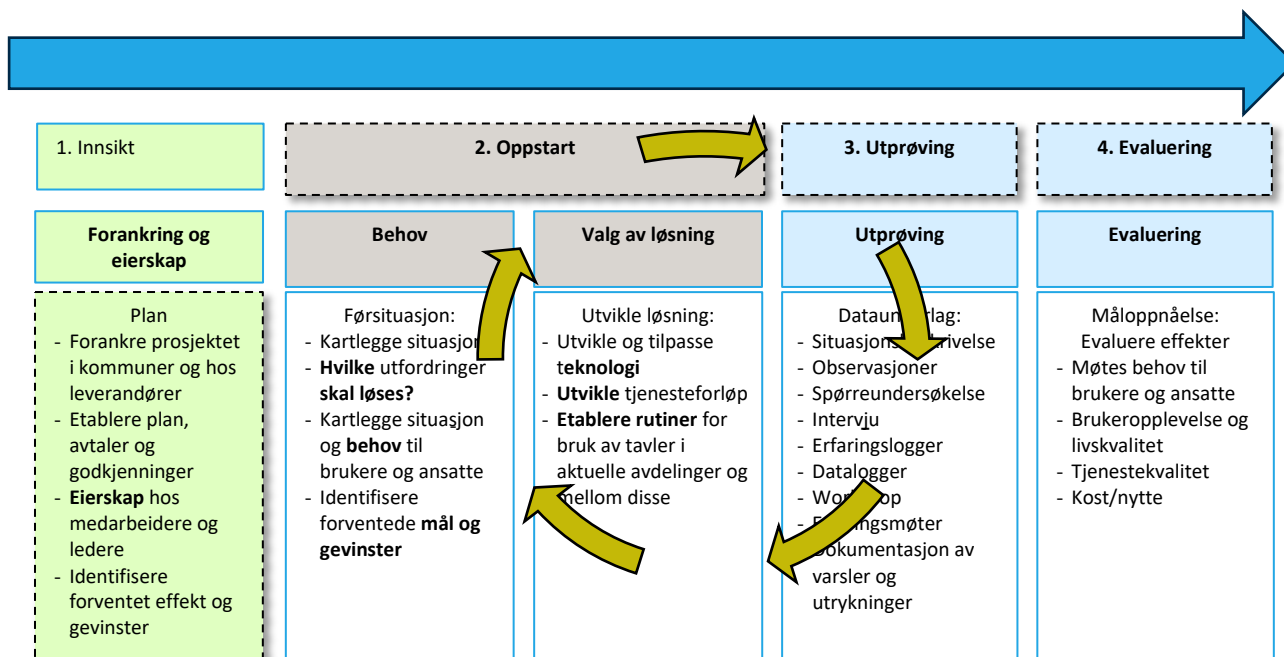 1. Innsikt
2. Oppstart
3. Utprøving
4. Evaluering
Forankring og
eierskap
Behov
Valg av løsning
Utprøving
Evaluering
Plan
- Forankre prosjektet
i kommuner og hos
leverandører
- Etablere plan,
avtaler og
godkjenninger
- Eierskap hos
medarbeidere og
ledere
- Identifisere
forventet effekt og
gevinster
Førsituasjon:
- Kartlegge situasjon
- Hvilke utfordringer
skal løses?
- Kartlegge situasjon
og behov til
brukere og ansatte
- Identifisere
forventede mål og
gevinster
Utvikle løsning:
- Utvikle og tilpasse
teknologi
- Utvikle tjenesteforløp
- Etablere rutiner for
bruk av tavler i
aktuelle avdelinger og
mellom disse
-
- Observasjoner
- Spørreundersøkelse
- Intervju
- Erfaringslogger
- Datalogger
-
-
- Dokumentasjon av
varsler og
utrykninger
Måloppnåelse:
Evaluere effekter
- Møtes behov til
brukere og ansatte
- Brukeropplevelse og
livskvalitet
- Tjenestekvalitet
- Kost/nytte